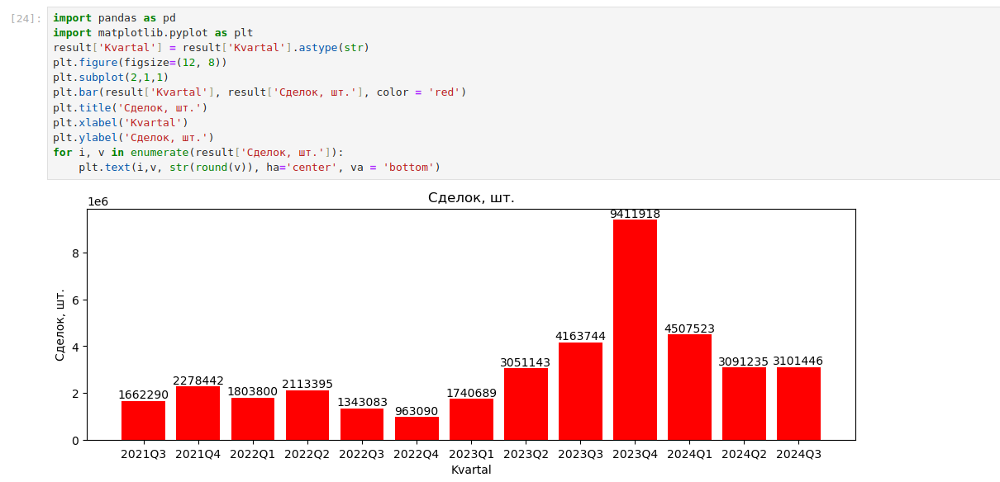 [24]: import pandas as pd
import matplotlib.pyplot as plt
result['Kvartal'] = result['Kvartal'].astype(str)
plt.figure(figsize=(12, 8))
plt.subplot(2,1,1)
plt.bar(result['Kvartal'], result['Сделок, шт.'], color = 'red')
plt.title('Сделок, шт.')
plt.xlabel('Kvartal')
plt.ylabel('Сделок, шт.')
for i, v in enumerate(result['Сделок, шт.']):
    plt.text(i,v, str(round(v)), ha='center', va = 'bottom')
Сделок, шт.
1e6
8
6
4
2
0
Сделок, шт.
1662290
2278442
1803800
2113395
1343083
963090
1740689
3051143
4163744
9411918
4507523
3091235
3101446
2021Q3 2021Q4 2022Q1 2022Q2 2022Q3 2022Q4 2023Q1 2023Q2 2023Q3 2023Q4 2024Q1 2024Q2 2024Q3
Kvartal